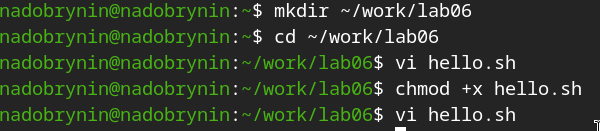 nadobrynin@nadobrynin:~$ mkdir ~/work/lab06
nadobrynin@nadobrynin:~$ cd ~/work/lab06
nadobrynin@nadobrynin:~/work/lab06$ vi hello.sh
nadobrynin@nadobrynin:~/work/lab06$ chmod +x hello.sh
nadobrynin@nadobrynin:~/work/lab06$ vi hello.sh